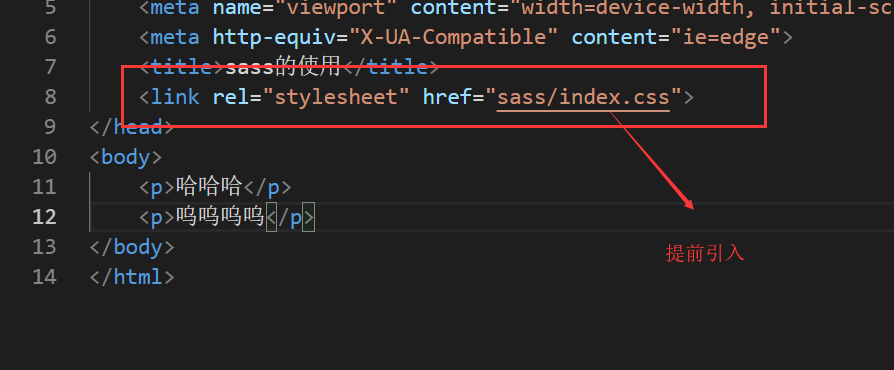 5 <meta name="viewport" content="width=device-width, initial-sc
6 <meta http-equiv="X-UA-Compatible" content="ie=edge">
7 <title>sass的使用</title>
8 <link rel="stylesheet" href="sass/index.css">
9 </head>
10 <body>
11 <p>哈哈哈</p>
12 <p>呜呜呜呜</p>
13 </body>
提前引入
14 </html>